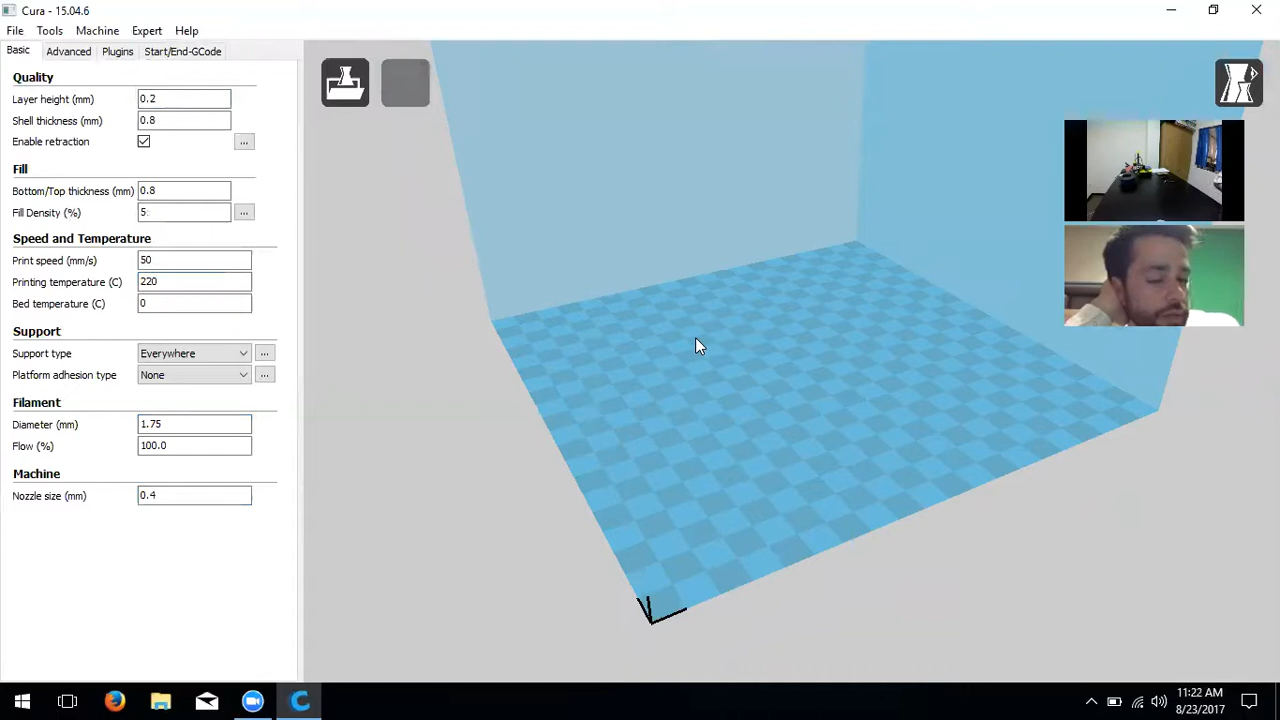 Cura - 15.04.6
File Tools Machine Expert Help
Basic Advanced Plugins Start/End-GCode
Quality
Layer height (mm) 0.2
Shell thickness (mm) 0.8
Enable retraction ...
Fill
Bottom/Top thickness (mm) 0.8
Fill Density (%) 5 ...
Speed and Temperature
Print speed (mm/s) 50
Printing temperature (C) 220
Bed temperature (C) 0
Support
Support type Everywhere ...
Platform adhesion type None ...
Filament
Diameter (mm) 1.75
Flow (%) 100.0
Machine
Nozzle size (mm) 0.4
11:22 AM
8/23/2017